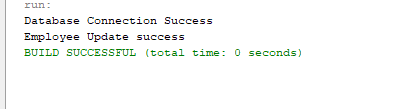 run:
Database Connection Success
Employee Update success
BUILD SUCCESSFUL (total time: 0 seconds)